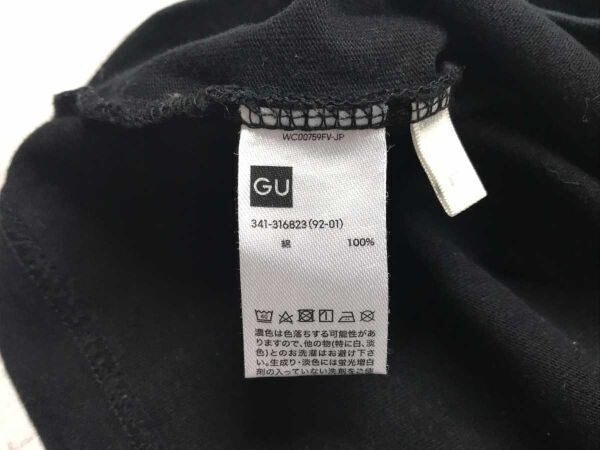 WC00759FV-JP
GU
341-316823(92-01)
綿 100%
濃色は色落ちする可能性があ
りますので、他の物(特に白、淡
色)とのお洗濯はお避け下さ
い。生成り・淡色には蛍光増白
剤の入っていない洗剤をご使